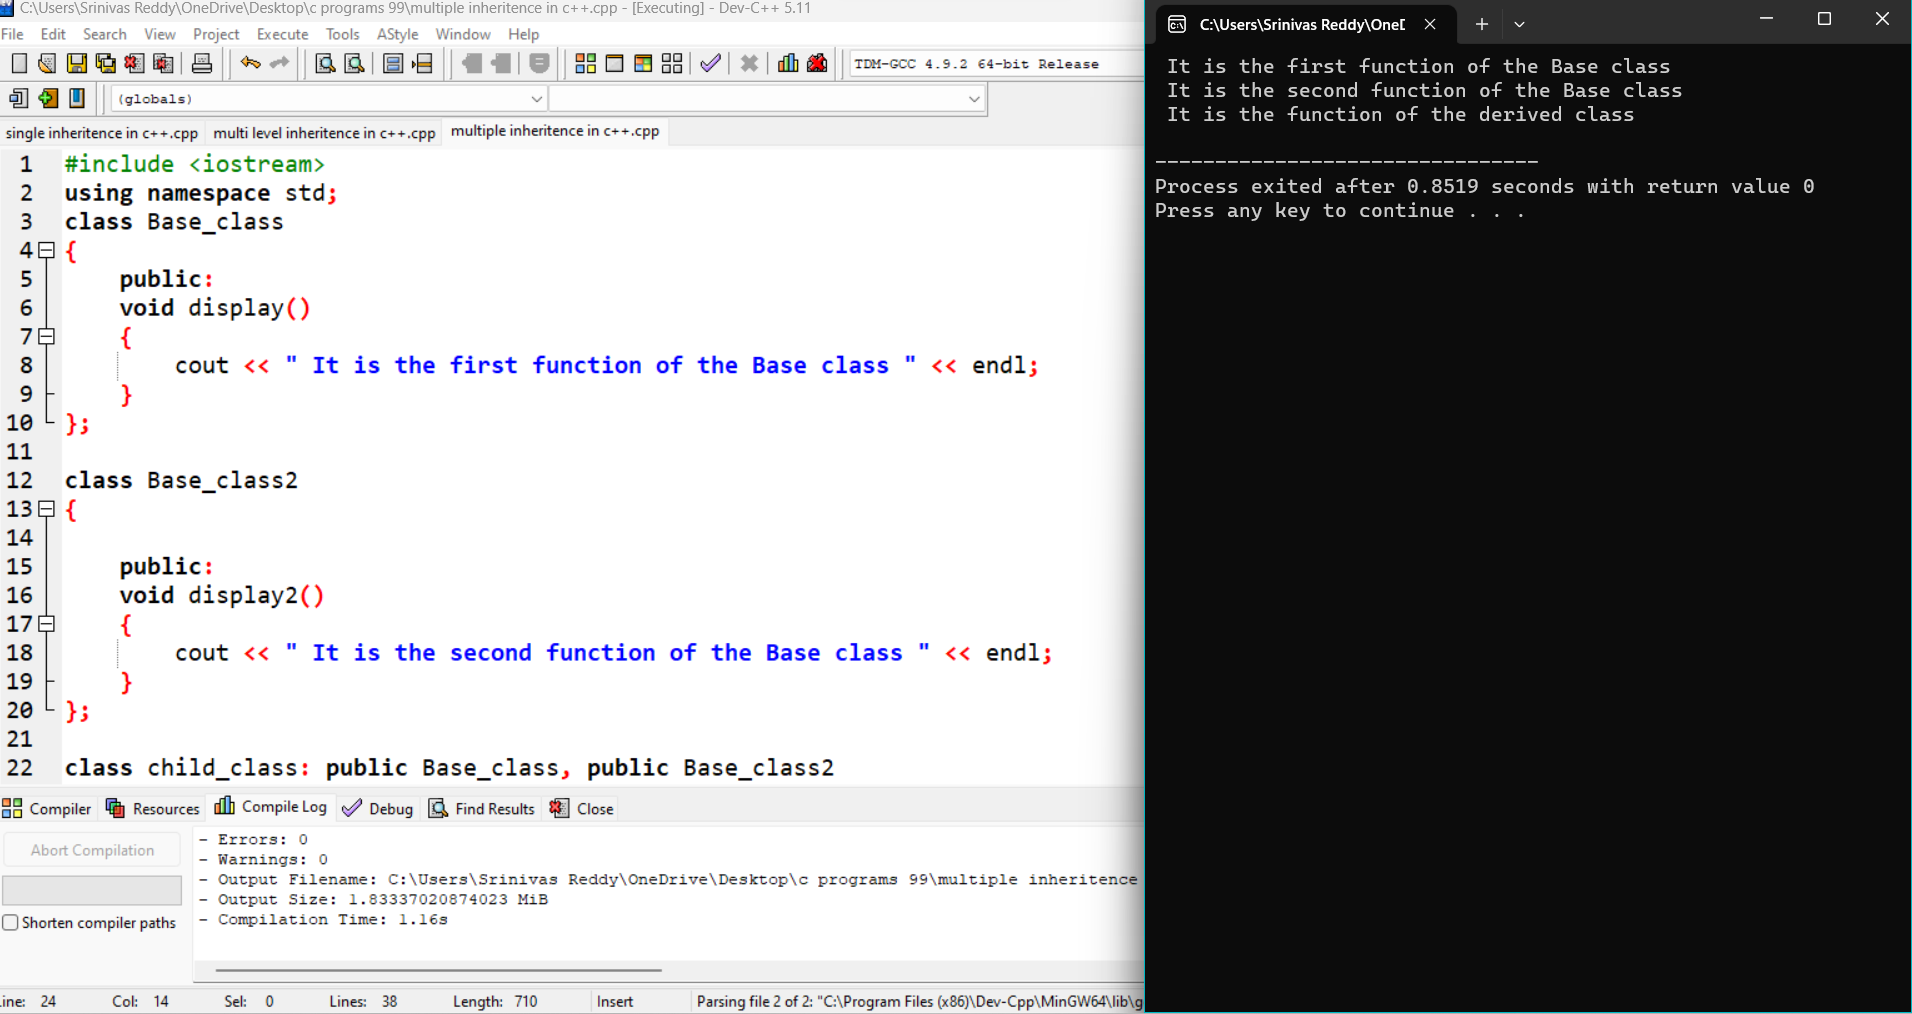 C:\Users\Srinivas Reddy\OneDrive\Desktop\c programs 99\multiple inheritence in c++.cpp - [Executing] - Dev-C++ 5.11
File Edit Search View Project Execute Tools AStyle Window Help
TDM-GCC 4.9.2 64-bit Release
(globals)
single inheritence in c++.cpp multi level inheritence in c++.cpp multiple inheritence in c++.cpp
1 #include <iostream>
2 using namespace std;
3 class Base_class
4 {
5 public:
6 void display()
7 {
8 cout << " It is the first function of the Base class " << endl;
9 }
10 };
11
12 class Base_class2
13 {
14
15 public:
16 void display2()
17 {
18 cout << " It is the second function of the Base class " << endl;
19 }
20 };
21
22 class child_class: public Base_class, public Base_class2
Compiler Resources Compile Log Debug Find Results Close
Abort Compilation
Shorten compiler paths
- Errors: 0
- Warnings: 0
- Output Filename: C:\Users\Srinivas Reddy\OneDrive\Desktop\c programs 99\multiple inheritence
- Output Size: 1.83337020874023 MiB
- Compilation Time: 1.16s
ine: 24 Col: 14 Sel: 0 Lines: 38 Length: 710 Insert Parsing file 2 of 2: "C:\Program Files (x86)\Dev-Cpp\MinGW64\lib\g
C:\Users\Srinivas Reddy\OneD
It is the first function of the Base class
It is the second function of the Base class
It is the function of the derived class
--------------------------------
Process exited after 0.8519 seconds with return value 0
Press any key to continue . . .